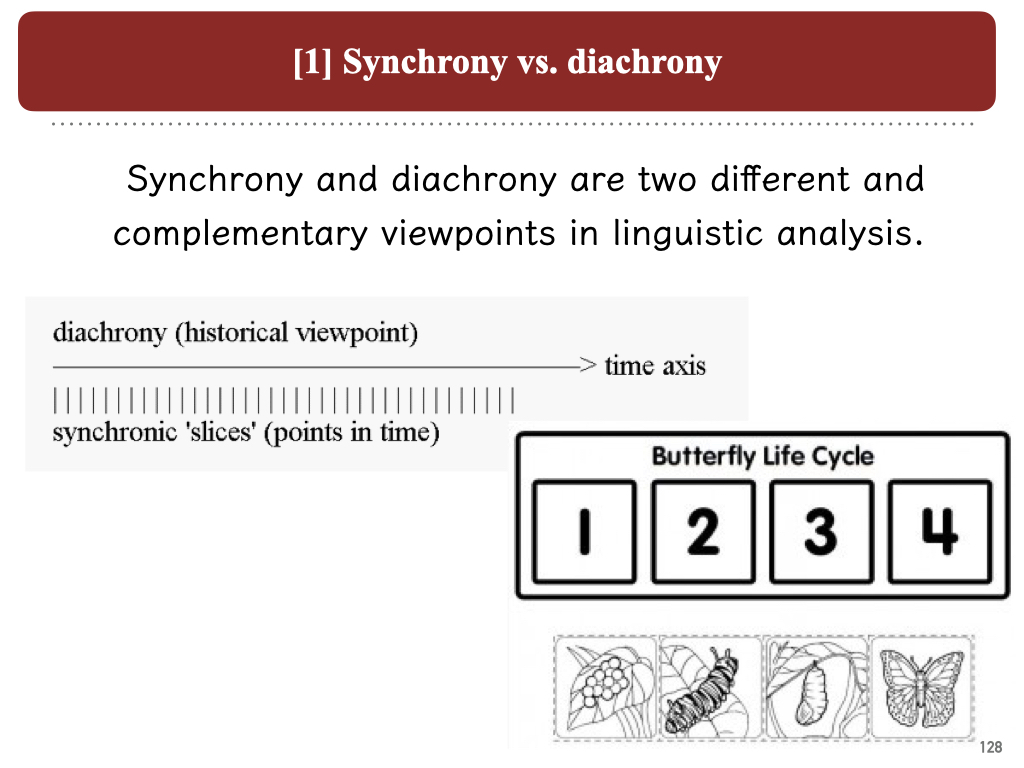 [1] Synchrony vs. diachrony
Synchrony and diachrony are two different and
complementary viewpoints in linguistic analysis.
diachrony (historical viewpoint)
time axis
synchronic 'slices' (points in time)
Butterfly Life Cycle
1 2 3 4
128